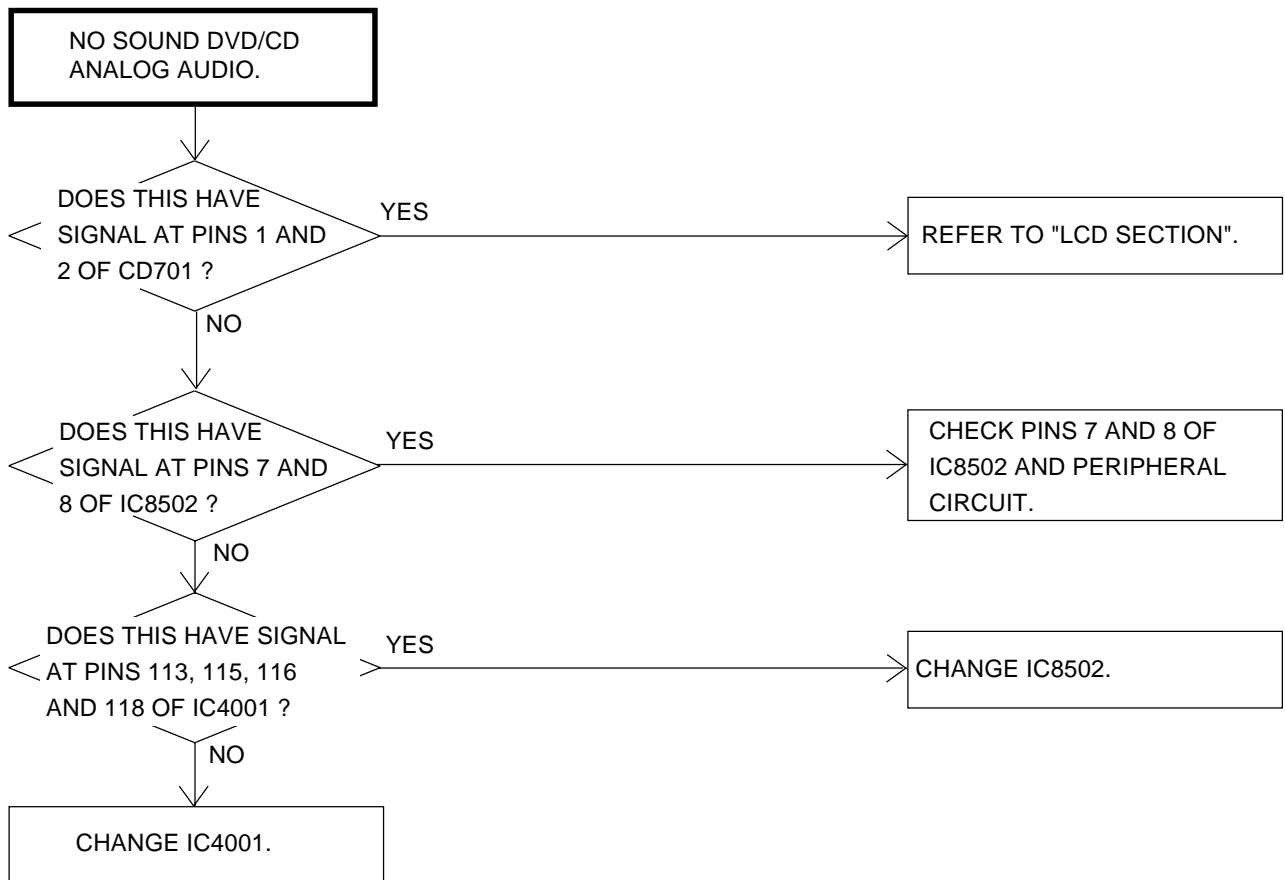 NO SOUND DVD/CD
ANALOG AUDIO.
DOES THIS HAVE
SIGNAL AT PINS 1 AND
2 OF CD701 ?
YES
REFER TO "LCD SECTION".
NO
DOES THIS HAVE
SIGNAL AT PINS 7 AND
8 OF IC8502 ?
YES
CHECK PINS 7 AND 8 OF
IC8502 AND PERIPHERAL
CIRCUIT.
NO
DOES THIS HAVE SIGNAL
AT PINS 113, 115, 116
AND 118 OF IC4001 ?
YES
CHANGE IC8502.
NO
CHANGE IC4001.